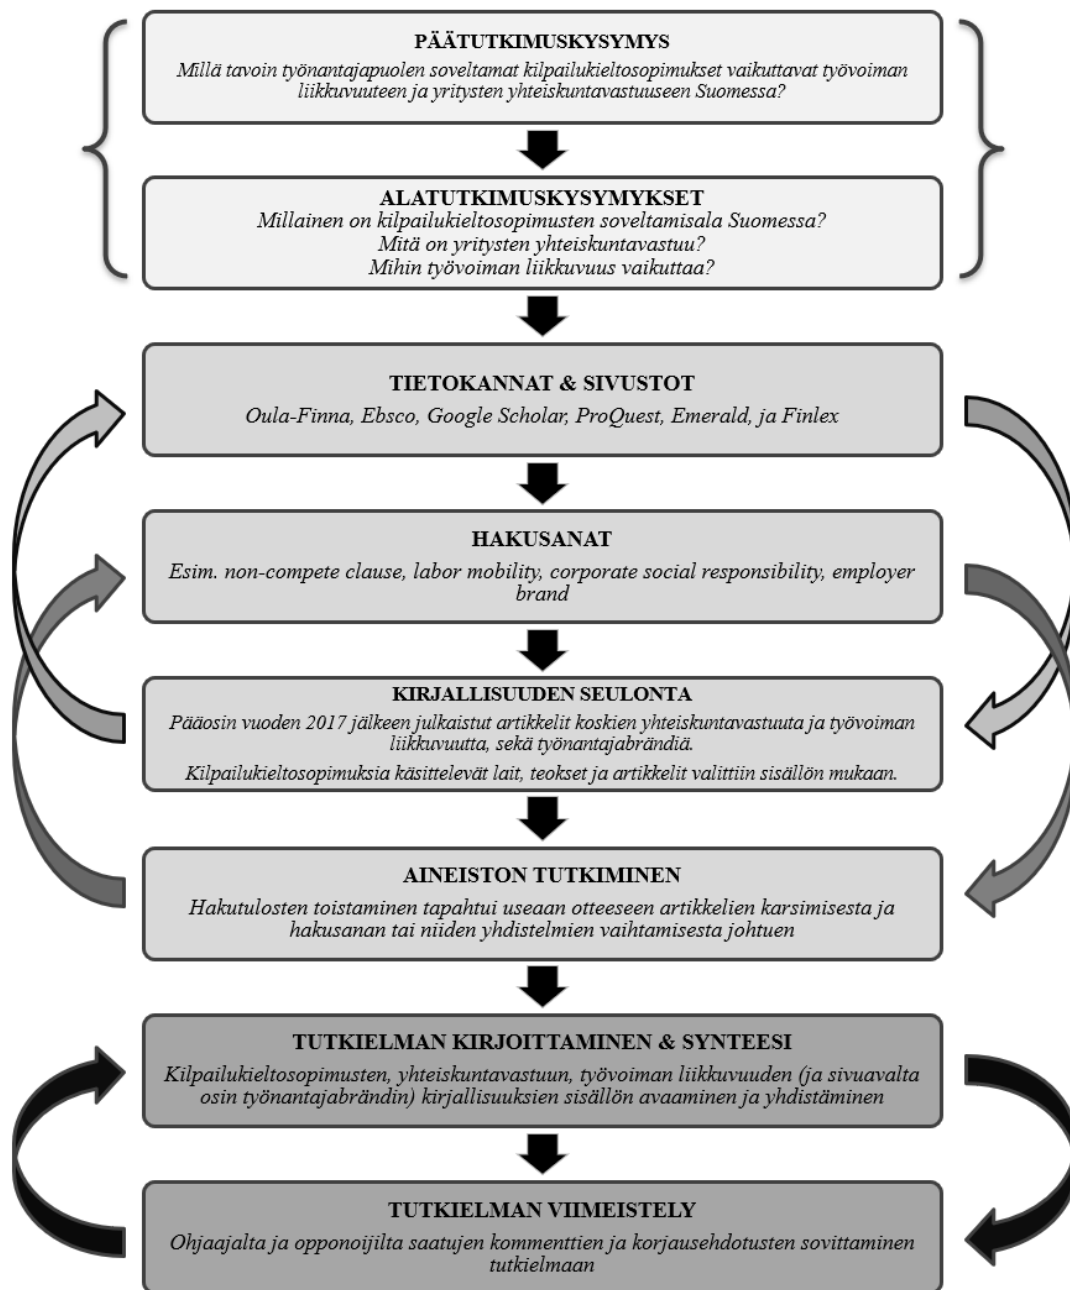 PÄÄTUTKIMUSKYSYMYS
Millä tavoin työnantajapuolen soveltamat kilpailukieltosopimukset vaikuttavat työvoiman
liikkuvuuteen ja yritysten yhteiskuntavastuuseen Suomessa?
ALATUTKIMUSKYSYMYKSET
Millainen on kilpailukieltosopimusten soveltamisala Suomessa?
Mitä on yritysten yhteiskuntavastuu?
Mihin työvoiman liikkuvuus vaikuttaa?
TIETOKANNAT & SIVUSTOT
Oula-Finna, Ebsco, Google Scholar, ProQuest, Emerald, ja Finlex
HAKUSANAT
Esim. non-compete clause, labor mobility, corporate social responsibility, employer
brand
KIRJALLISUUDEN SEULONTA
Pääosin vuoden 2017 jälkeen julkaistut artikkelit koskien yhteiskuntavastuuta ja työvoiman
liikkuvuutta, sekä työnantajabrändiä.
Kilpailukieltosopimuksia käsittelevät lait, teokset ja artikkelit valittiin sisällön mukaan.
AINEISTON TUTKIMINEN
Hakutulosten toistaminen tapahtui useaan otteeseen artikkelien karsimisesta ja
hakusanan tai niiden yhdistelmien vaihtamisesta johtuen
TUTKIELMAN KIRJOITTAMINEN & SYNTEESI
Kilpailukieltosopimusten, yhteiskuntavastuun, työvoiman liikkuvuuden (ja sivuavalta
osin työnantajabrändin) kirjallisuuksien sisällön avaaminen ja yhdistäminen
TUTKIELMAN VIIMEISTELY
Ohjaajalta ja opponoijilta saatujen kommenttien ja korjausehdotusten sovittaminen
tutkielmaan